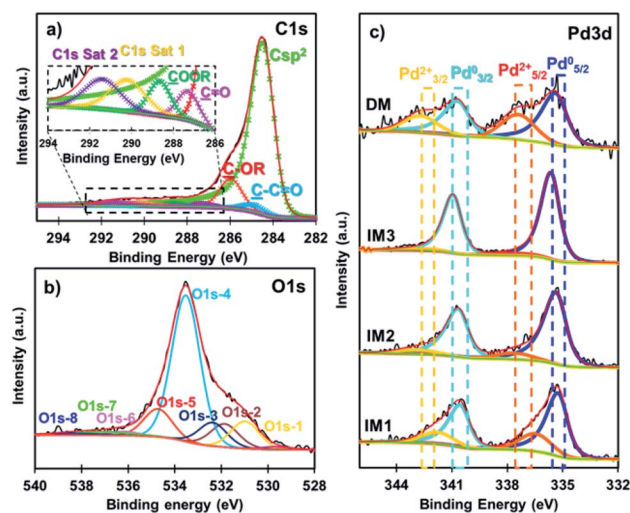 a)
C1s
C1s Sat 2
C1s Sat 1
Csp²
COOR
C=O
294 292 290 288 286
Binding Energy (eV)
C-OR
C-C=O
Intensity (a.u.)
294 292 290 288 286 284 282
Binding Energy (eV)
b)
O1s
O1s-4
O1s-7
O1s-8
O1s-6
O1s-5
O1s-3
O1s-2
O1s-1
Intensity (a.u.)
540 538 536 534 532 530 528
Binding energy (eV)
c)
Pd3d
Pd²⁺₃/₂
Pd⁰₃/₂
Pd²⁺₅/₂
Pd⁰₅/₂
DM
IM3
IM2
IM1
Intensity (a.u.)
344 341 338 335 332
Binding Energy (eV)